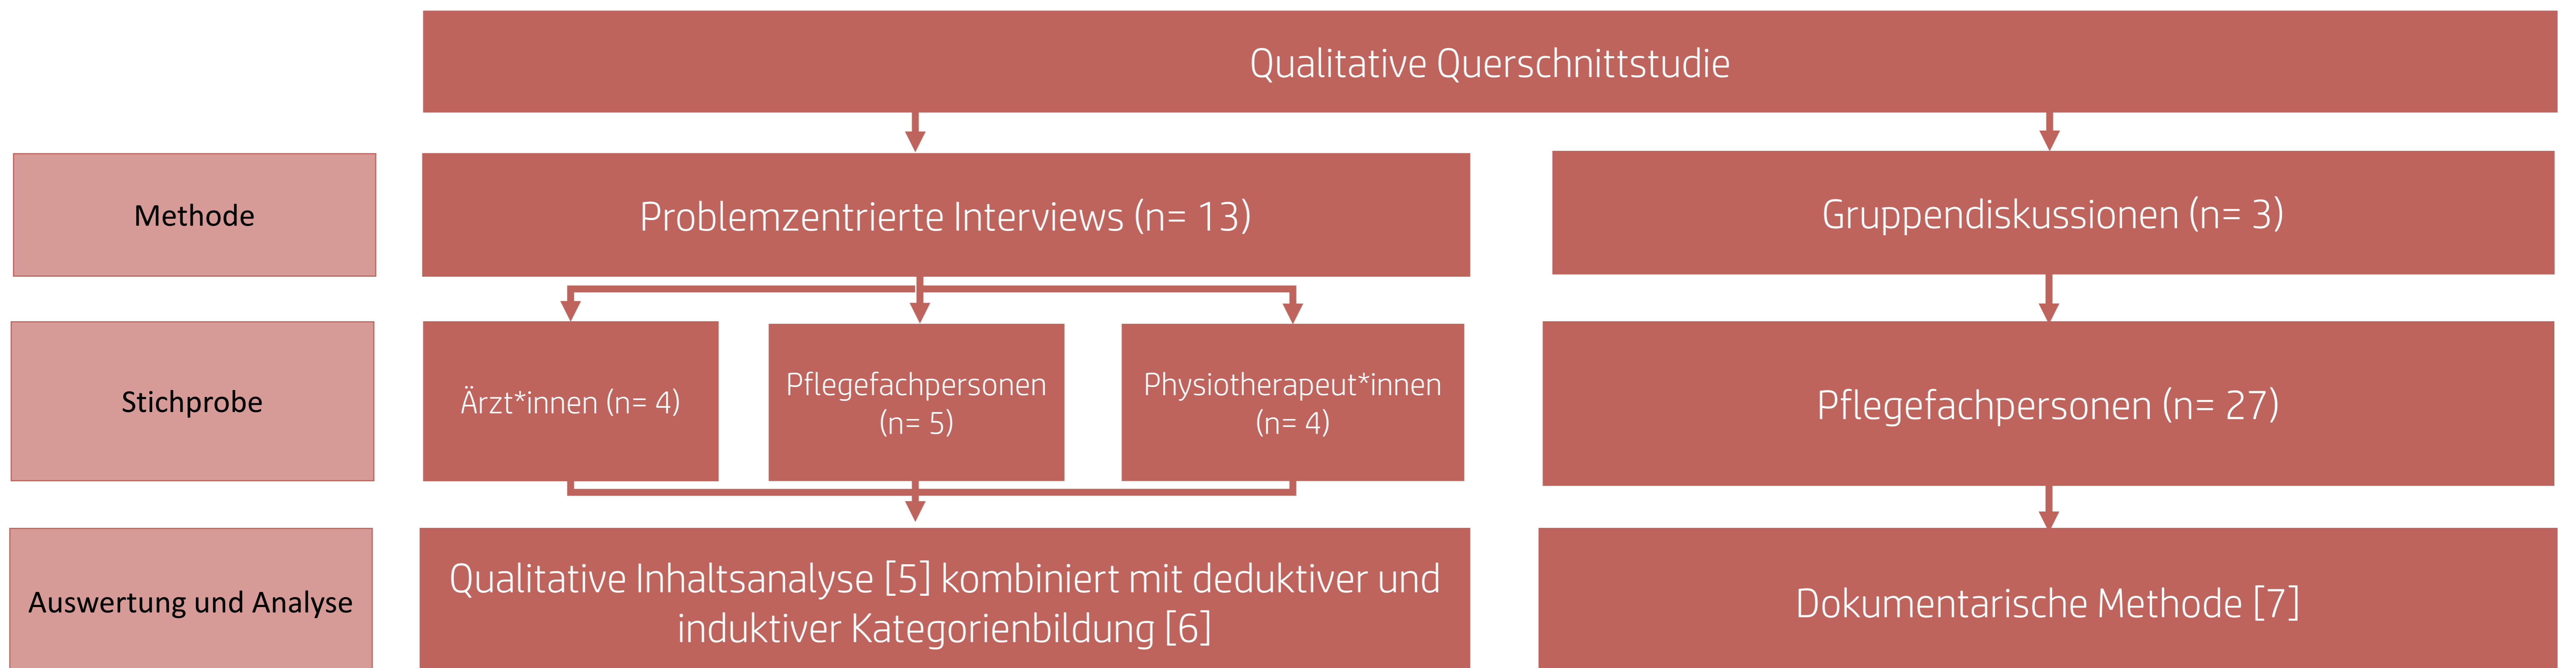 Qualitative Querschnittstudie
Methode
Problemzentrierte Interviews (n= 13)
Gruppendiskussionen (n= 3)
Stichprobe
Ärzt*innen (n= 4)
Pflegefachpersonen
(n= 5)
Physiotherapeut*innen
(n= 4)
Pflegefachpersonen (n= 27)
Auswertung und Analyse
Qualitative Inhaltsanalyse [5] kombiniert mit deduktiver und
induktiver Kategorienbildung [6]
Dokumentarische Methode [7]